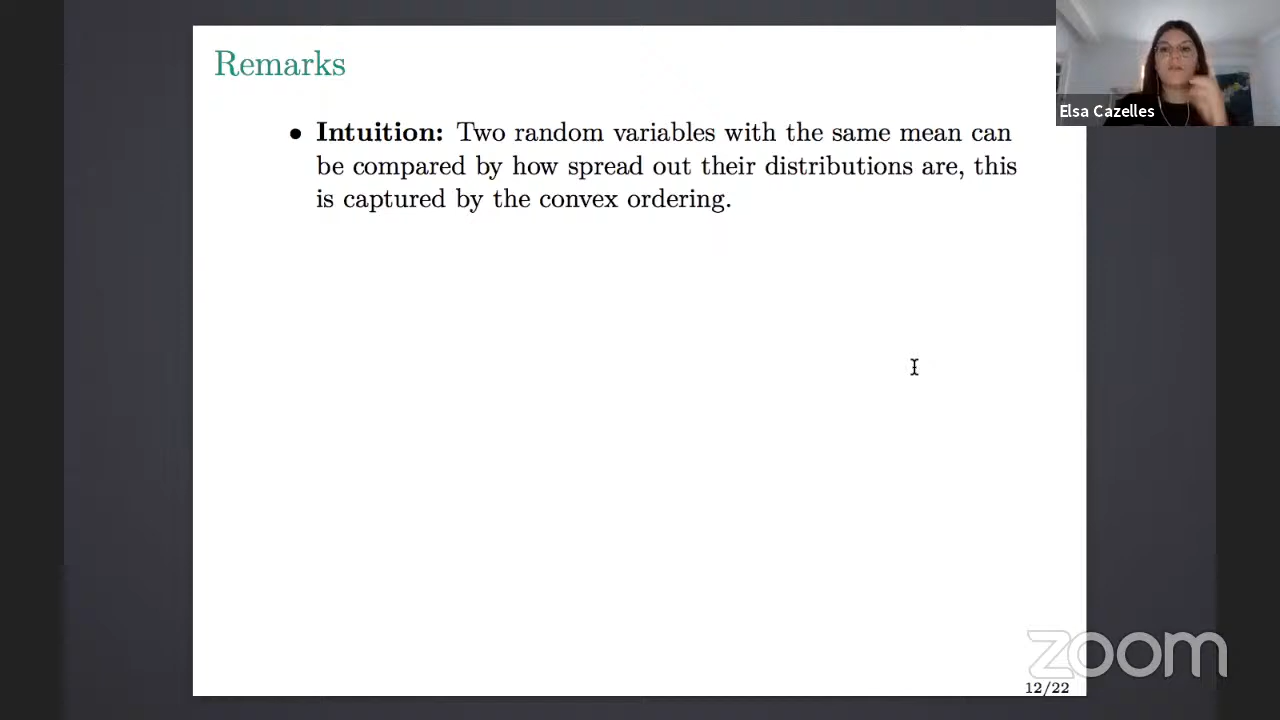 Remarks
Elsa Cazelles
• Intuition: Two random variables with the same mean can
be compared by how spread out their distributions are, this
is captured by the convex ordering.
zoom
12/22